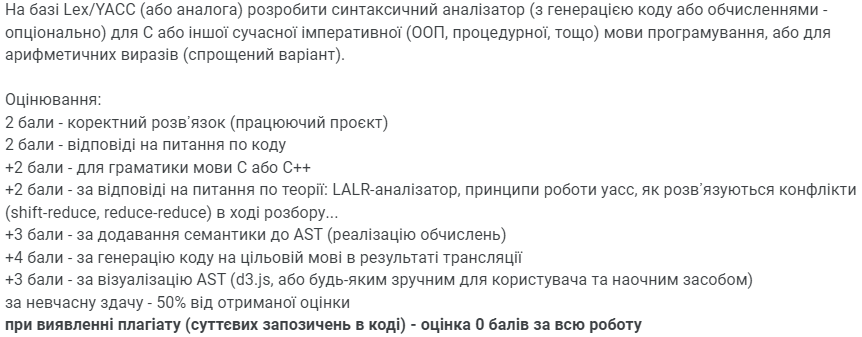 На базі Lex/YACC (або аналога) розробити синтаксичний аналізатор (з генерацією коду або обчисленнями -
опціонально) для С або іншої сучасної імперативної (ООП, процедурної, тощо) мови програмування, або для
арифметичних виразів (спрощений варіант).
Оцінювання:
2 бали - коректний розв'язок (працюючий проєкт)
2 бали - відповіді на питання по коду
+2 бали - для граматики мови С або С++
+2 бали - за відповіді на питання по теорії: LALR-аналізатор, принципи роботи yacc, як розв'язуються конфлікти
(shift-reduce, reduce-reduce) в ході розбору...
+3 бали - за додавання семантики до AST (реалізацію обчислень)
+4 бали - за генерацію коду на цільовій мові в результаті трансляції
+3 бали - за візуалізацію AST (d3.js, або будь-яким зручним для користувача та наочним засобом)
за невчасну здачу - 50% від отриманої оцінки
при виявленні плагіату (суттєвих запозичень в коді) - оцінка 0 балів за всю роботу